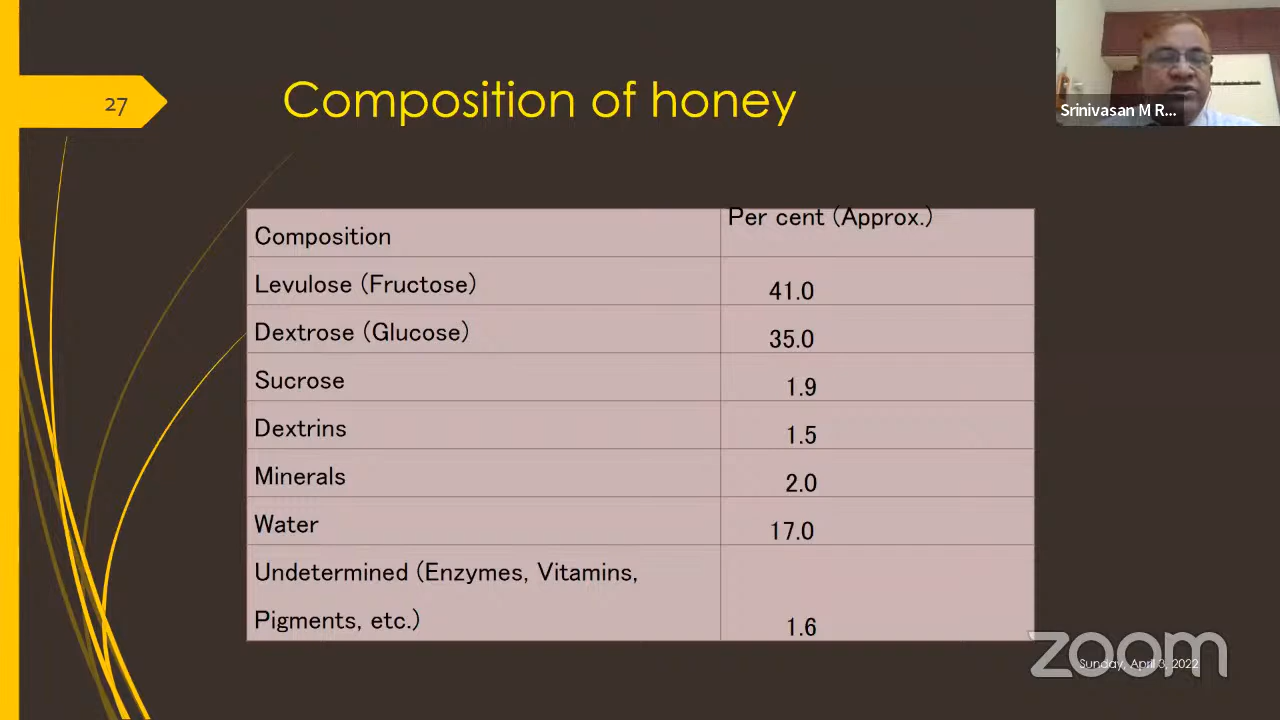 27
Composition of honey
Srinivasan M R...
Composition
Per cent (Approx.)
Levulose (Fructose)
41.0
Dextrose (Glucose)
35.0
Sucrose
1.9
Dextrins
1.5
Minerals
2.0
Water
17.0
Undetermined (Enzymes, Vitamins,
Pigments, etc.)
1.6
zoom
Sunday, April 3, 2022